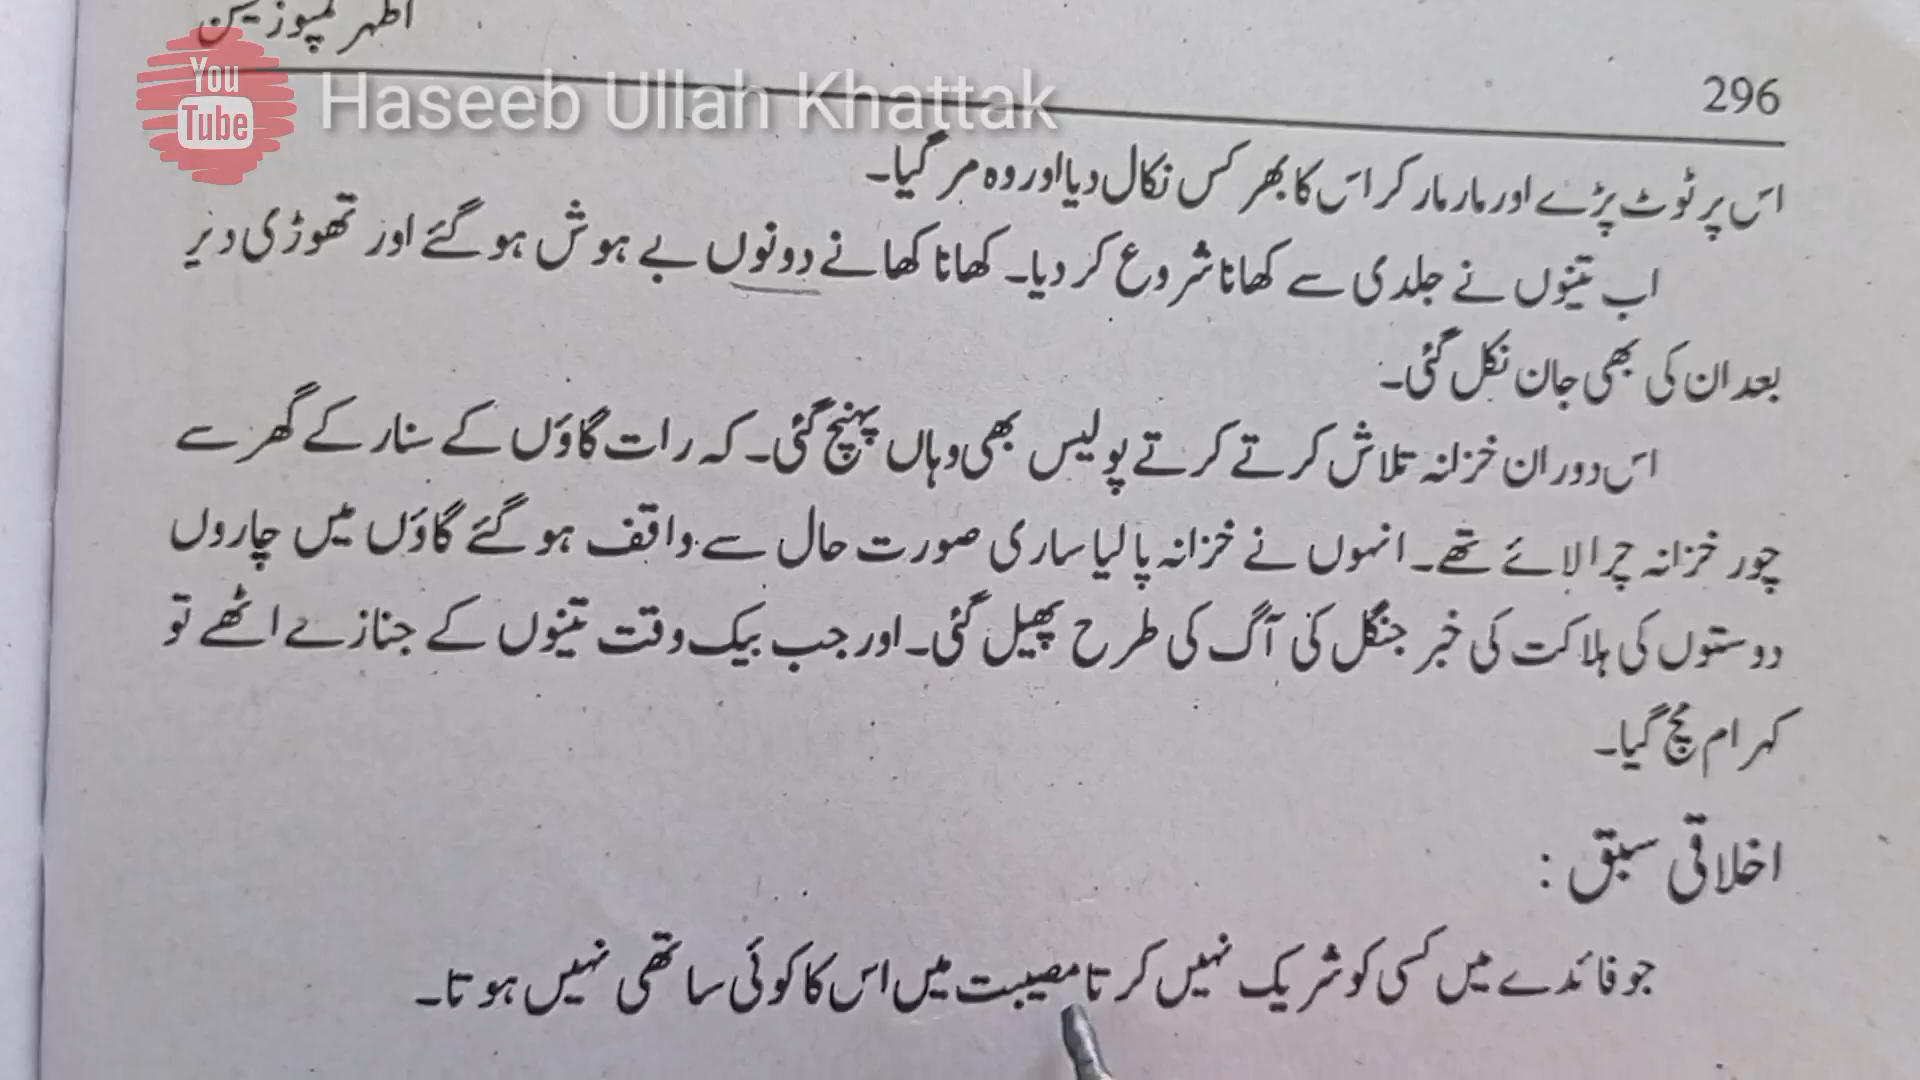 اظہر کمپوزیشن
You
Tube
Haseeb Ullah Khattak
296
اس پر ٹوٹ پڑے اور مار مار کر اس کا بھر کس نکال دیا اور وہ مر گیا۔
اب تینوں نے جلدی سے کھانا شروع کر دیا۔ کھانا کھانے دونوں بے ہوش ہو گئے اور تھوڑی دیر
بعد ان کی بھی جان نکل گئی۔
اس دوران خزانہ تلاش کرتے کرتے پولیس بھی وہاں پہنچ گئی۔ کہ رات گاؤں کے سنار کے گھر سے
چور خزانہ چرا لائے تھے۔ انہوں نے خزانہ پا لیا ساری صورت حال سے واقف ہو گئے گاؤں میں چاروں
دوستوں کی ہلاکت کی خبر جنگل کی آگ کی طرح پھیل گئی۔ اور جب بیک وقت تینوں کے جنازے اٹھے تو
کہرام مچ گیا۔
اخلاقی سبق :
جو فائدے میں کسی کو شریک نہیں کرتا مصیبت میں اس کا کوئی ساتھی نہیں ہوتا۔